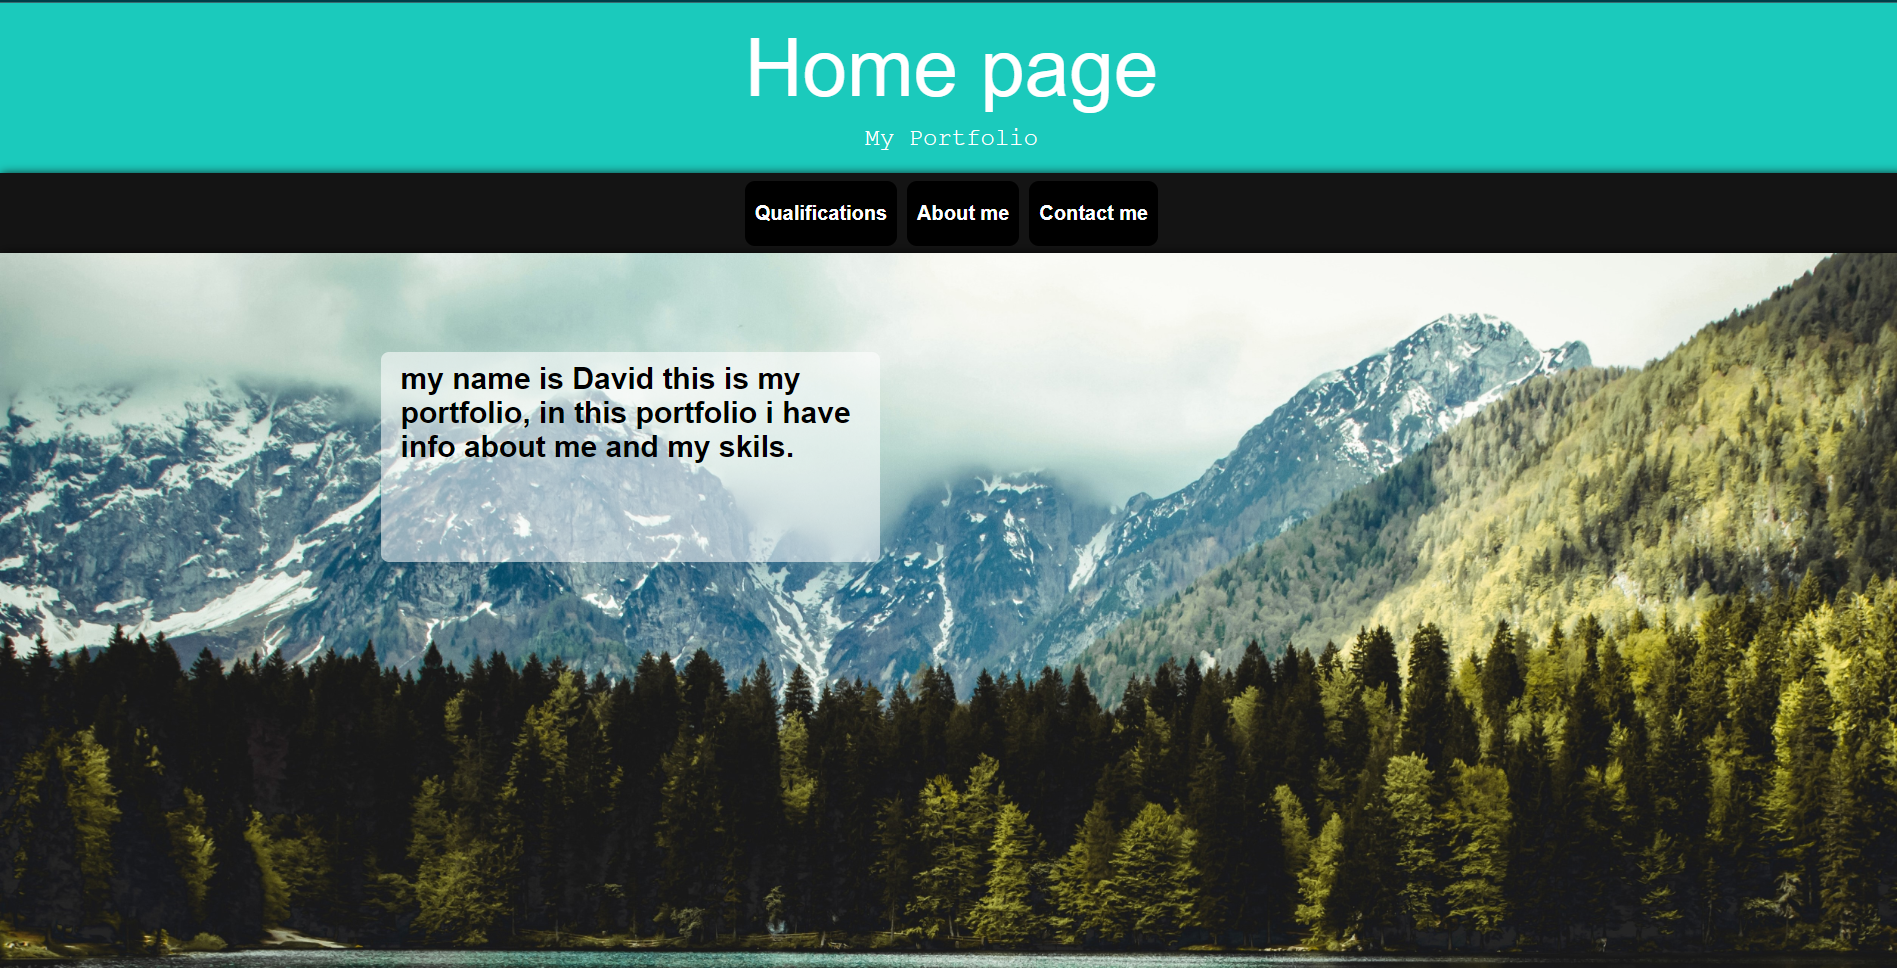 Home page
My Portfolio
Qualifications About me Contact me
my name is David this is my
portfolio, in this portfolio i have
info about me and my skils.